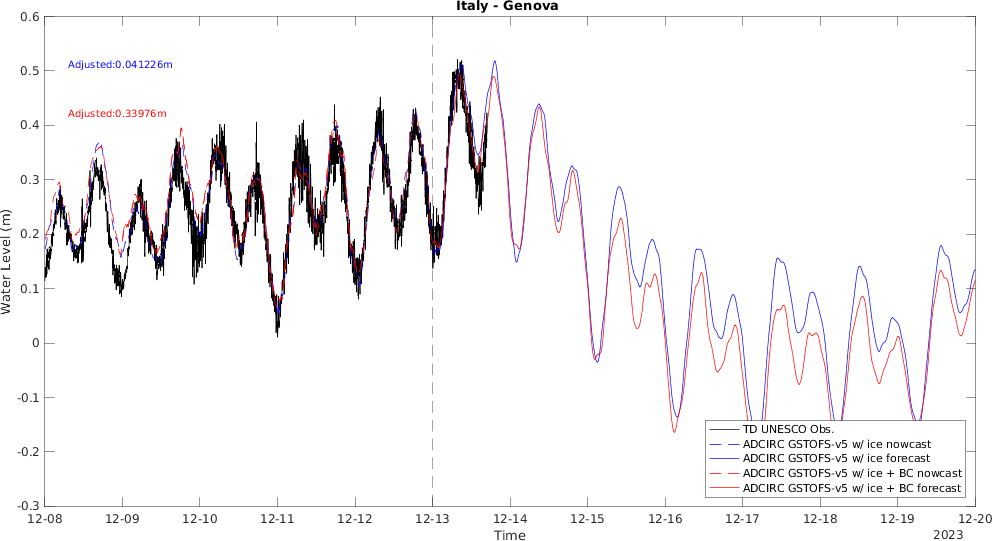 Italy - Genova
0.6
0.5
0.4
0.3
0.2
0.1
0
-0.1
-0.2
-0.3
Water Level (m)
Adjusted:0.041226m
Adjusted:0.33976m
TD UNESCO Obs.
ADCIRC GSTOFS-v5 w/ ice nowcast
ADCIRC GSTOFS-v5 w/ ice forecast
ADCIRC GSTOFS-v5 w/ ice + BC nowcast
ADCIRC GSTOFS-v5 w/ ice + BC forecast
12-08 12-09 12-10 12-11 12-12 12-13 12-14 12-15 12-16 12-17 12-18 12-19 12-20
Time
2023